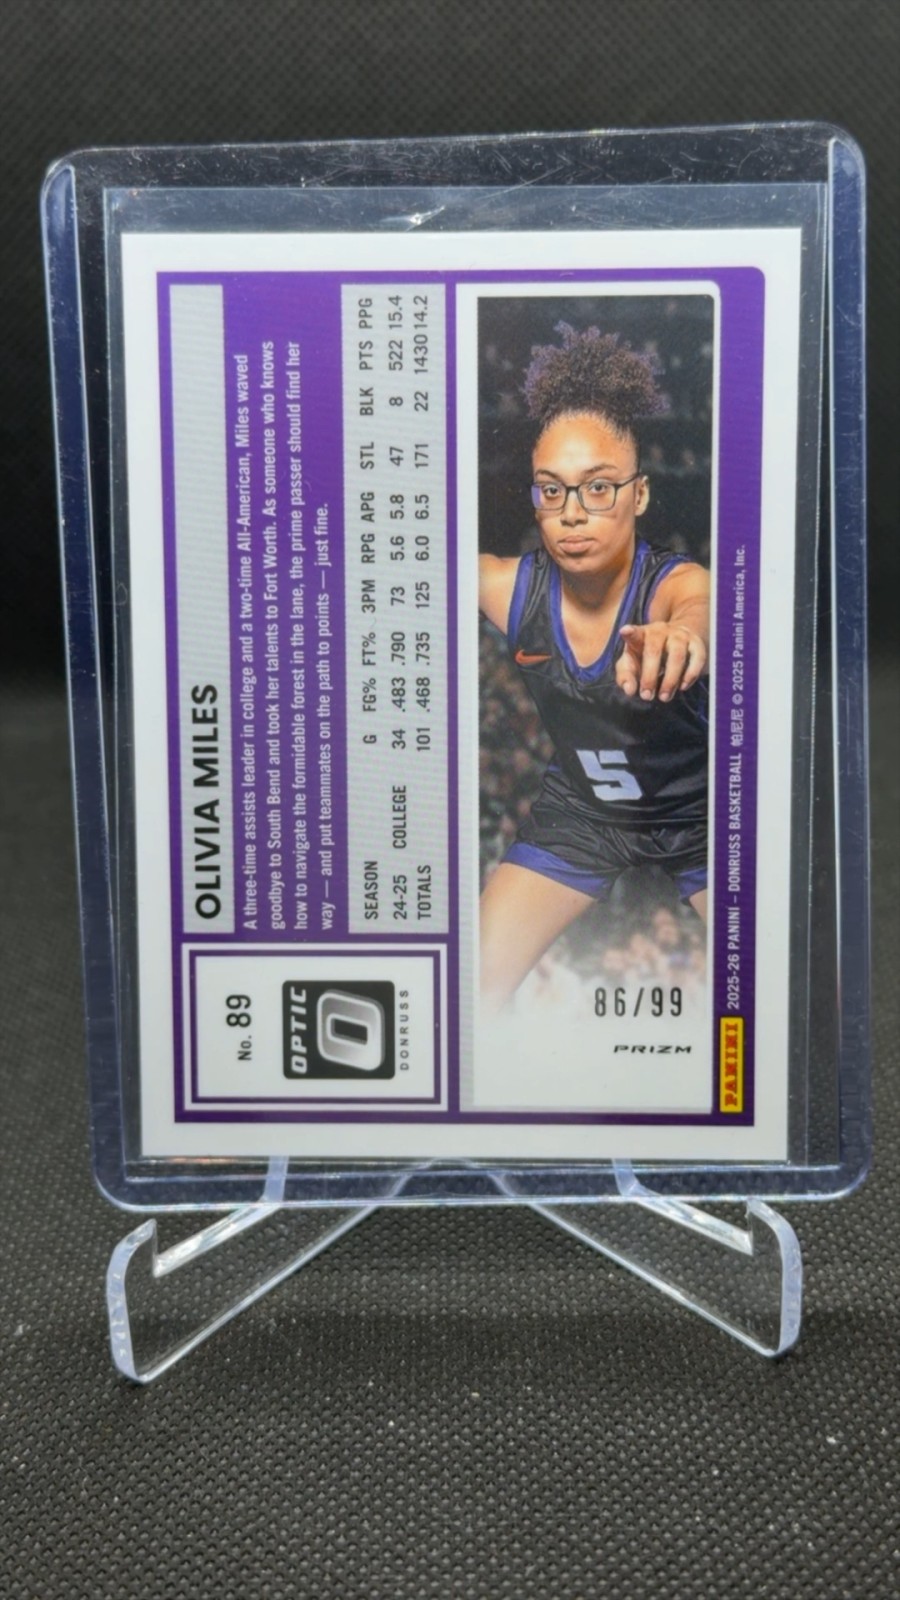 OLIVIA MILES
A three-time assists leader in college and a two-time All-American, Miles waved
goodbye to South Bend and took her talents to Fort Worth. As someone who knows
how to navigate the formidable forest in the lane, the prime passer should find her
way — and put teammates on the path to points — just fine.
SEASON COLLEGE G FG% FT% 3PM RPG APG STL BLK PTS PPG
24-25 34 .483 .790 73 5.6 5.8 47 8 522 15.4
TOTALS 101 .468 .735 125 6.0 6.5 171 22 1430 14.2
No. 89
OPTIC
DONRUSS
5
86/99
PRIZM
PANINI
2025-26 PANINI – DONRUSS BASKETBALL 帕尼尼 © 2025 Panini America, Inc.